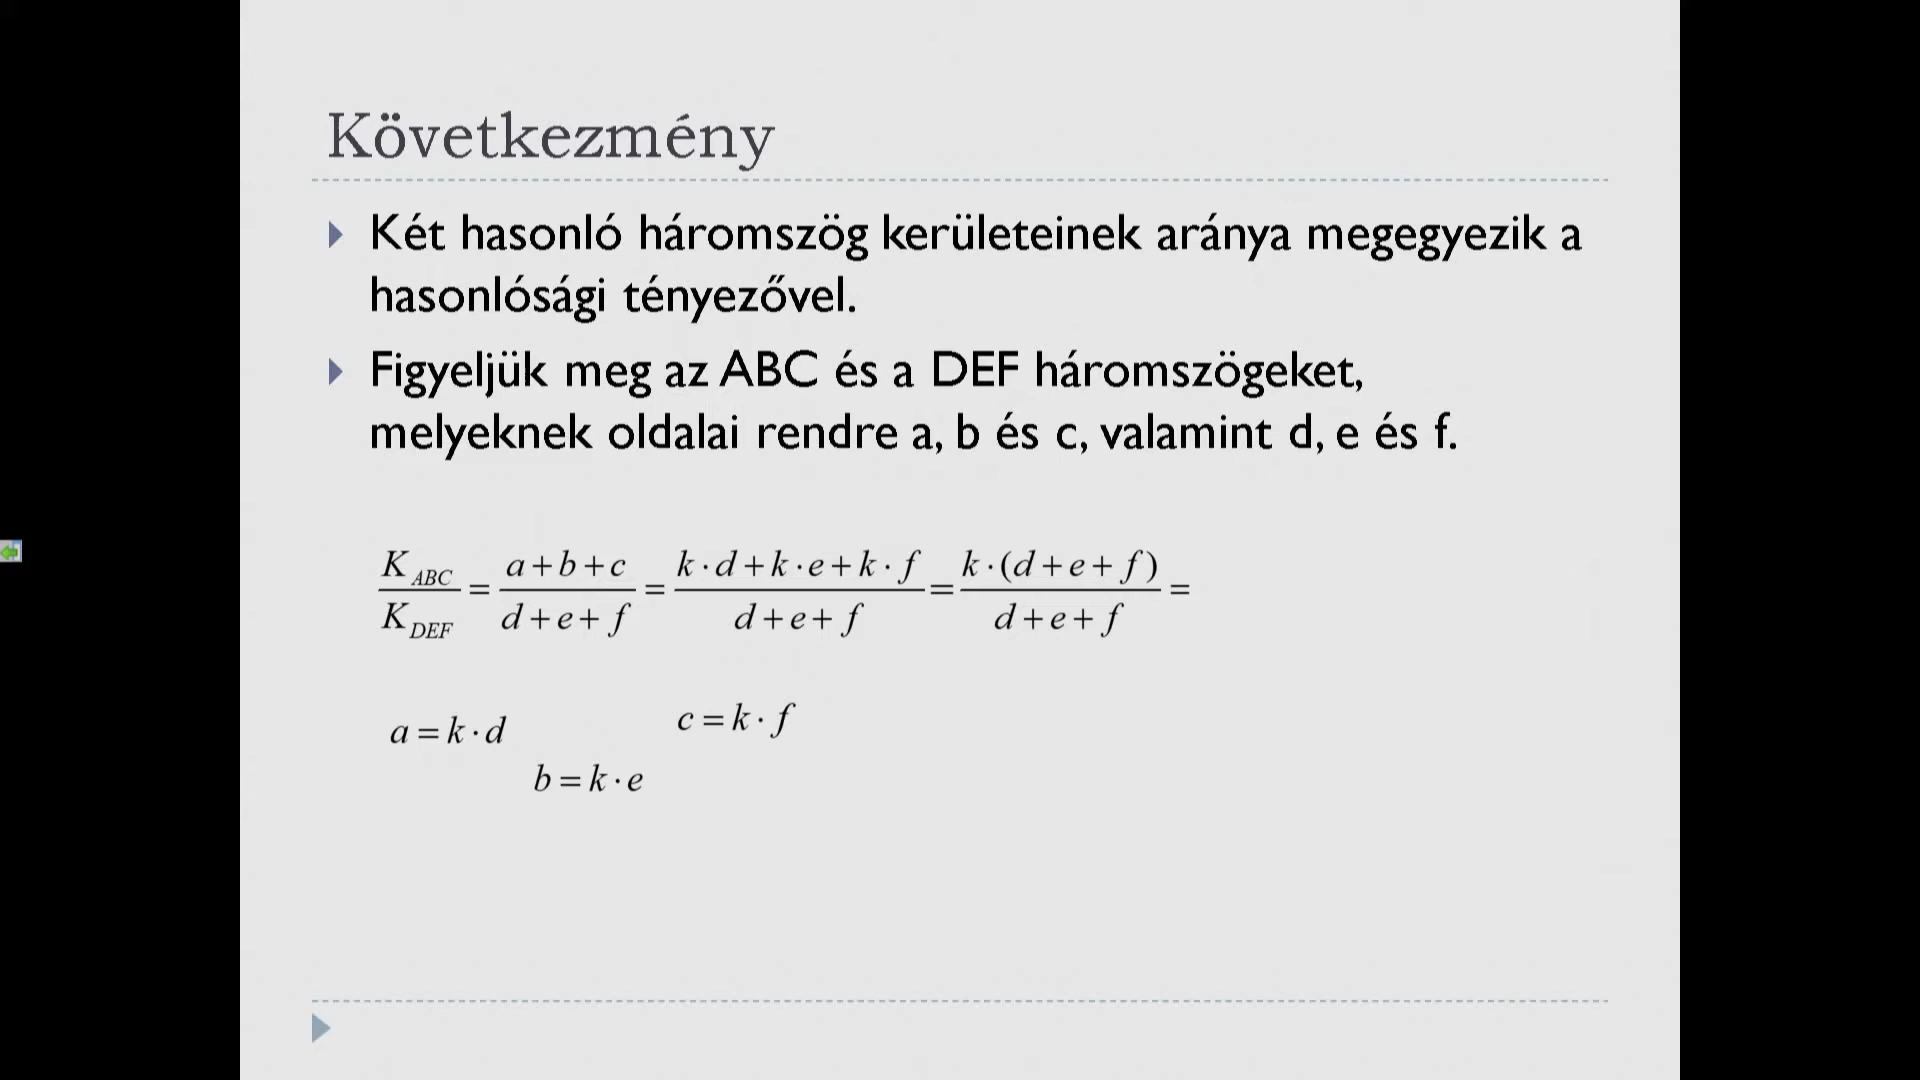 Következmény
Két hasonló háromszög kerületeinek aránya megegyezik a
hasonlósági tényezővel.
Figyeljük meg az ABC és a DEF háromszögeket,
melyeknek oldalai rendre a, b és c, valamint d, e és f.
K_ABC / K_DEF = (a+b+c) / (d+e+f) = (k·d+k·e+k·f) / (d+e+f) = (k·(d+e+f)) / (d+e+f) =
a=k·d
c=k·f
b=k·e